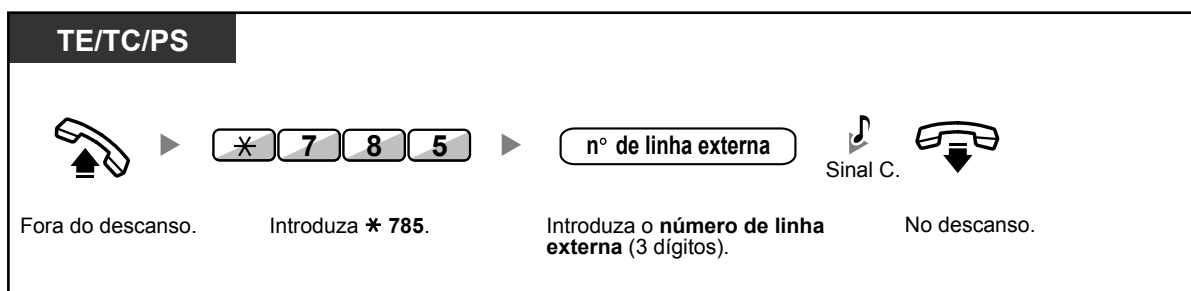 TE/TC/PS
* 7 8 5
n° de linha externa
Sinal C.
Fora do descanso.
Introduza * 785.
Introduza o número de linha
externa (3 dígitos).
No descanso.